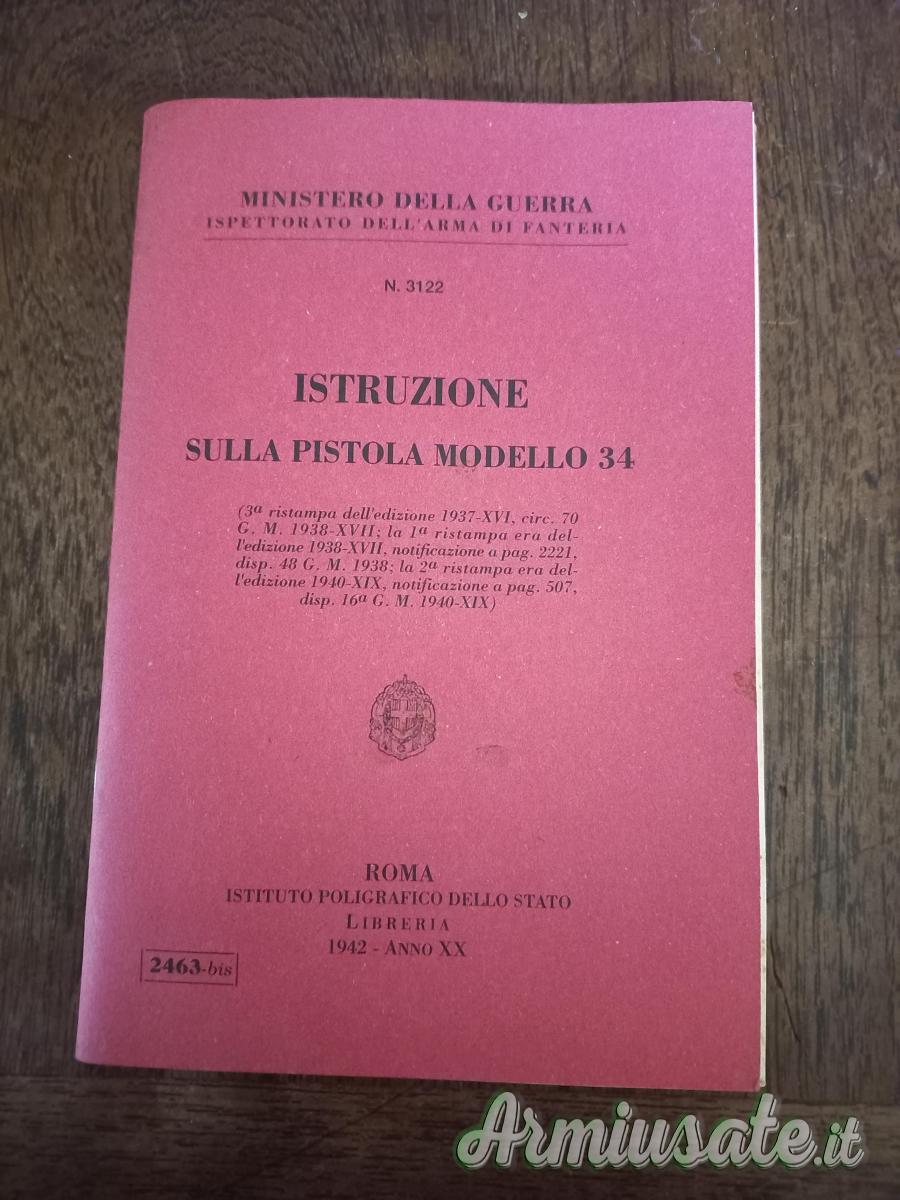 MINISTERO DELLA GUERRA
ISPETTORATO DELL'ARMA DI FANTERIA
N. 3122
ISTRUZIONE
SULLA PISTOLA MODELLO 34
(3ª ristampa dell'edizione 1937-XVI, circ. 70
G. M. 1938-XVII; la 1ª ristampa era del-
l'edizione 1938-XVII, notificazione a pag. 2221,
disp. 48 G. M. 1938; la 2ª ristampa era del-
l'edizione 1940-XIX, notificazione a pag. 507,
disp. 16ª G. M. 1940-XIX)
ROMA
ISTITUTO POLIGRAFICO DELLO STATO
LIBRERIA
1942 - ANNO XX
2463-bis
Armiusate.it